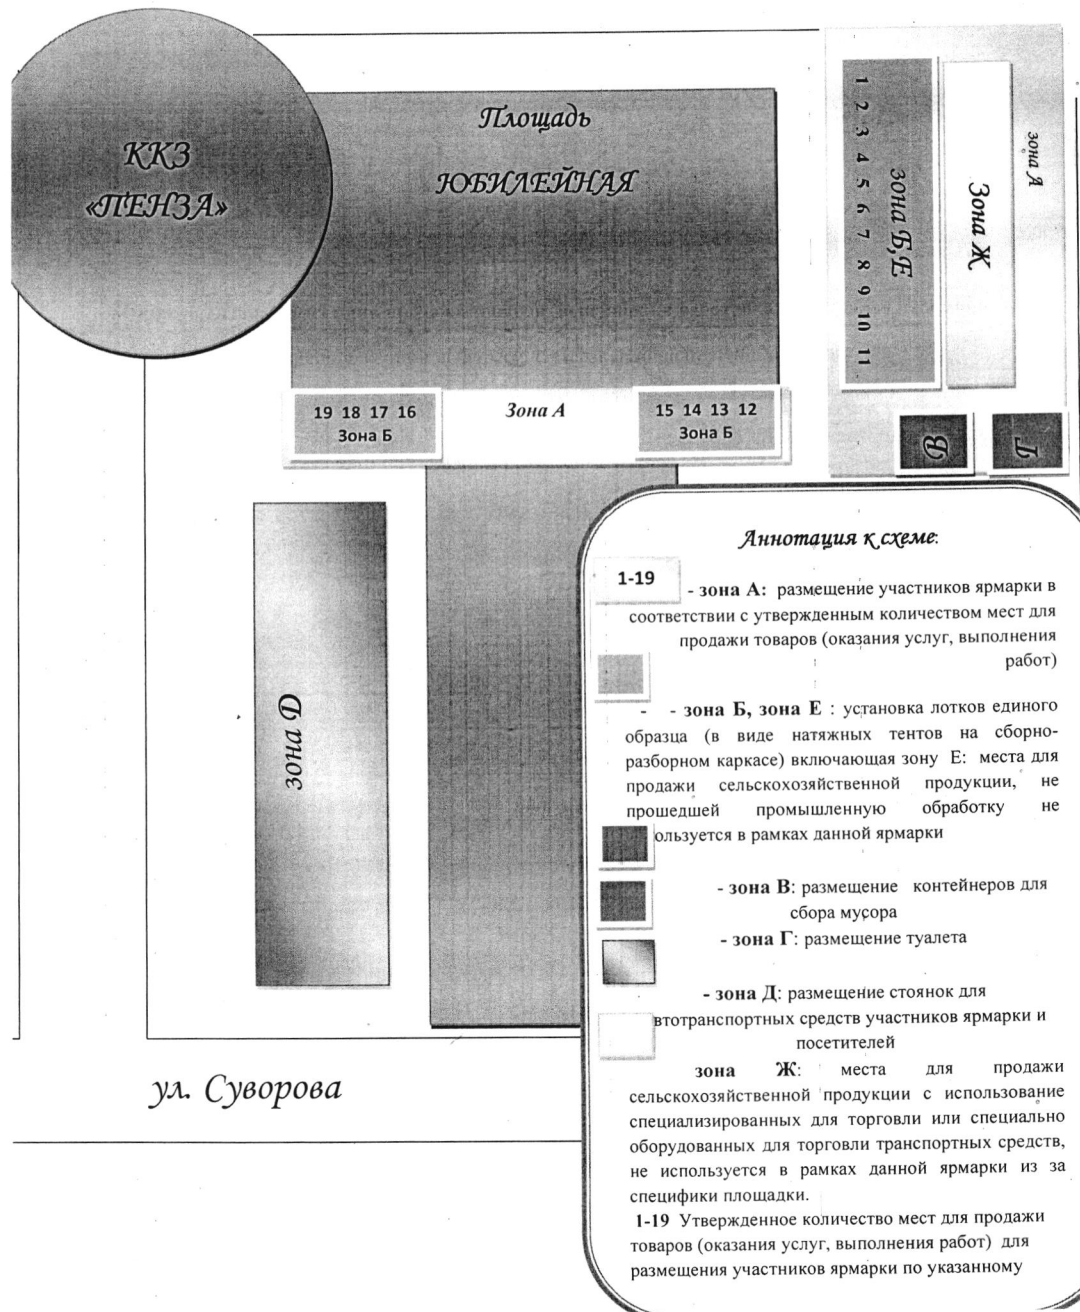 ККЗ
«ПЕНЗА»
Площадь
ЮБИЛЕЙНАЯ
1 2 3 4 5 6 7 8 9 10 11
зона Б,Е
Зона Ж
зона А
19 18 17 16
Зона Б
Зона А
15 14 13 12
Зона Б
В
Г
зона D
ул. Суворова
Аннотация к схеме:
1-19
- зона А: размещение участников ярмарки в
соответствии с утвержденным количеством мест для
продажи товаров (оказания услуг, выполнения
работ)
- - зона Б, зона Е : установка лотков единого
образца (в виде натяжных тентов на сборно-
разборном каркасе) включающая зону Е: места для
продажи сельскохозяйственной продукции, не
прошедшей промышленную обработку не
ользуется в рамках данной ярмарки
- зона В: размещение контейнеров для
сбора мусора
- зона Г: размещение туалета
- зона Д: размещение стоянок для
втотранспортных средств участников ярмарки и
посетителей
зона Ж: места для продажи
сельскохозяйственной продукции с использование
специализированных для торговли или специально
оборудованных для торговли транспортных средств,
не используется в рамках данной ярмарки из за
специфики площадки.
1-19 Утвержденное количество мест для продажи
товаров (оказания услуг, выполнения работ) для
размещения участников ярмарки по указанному